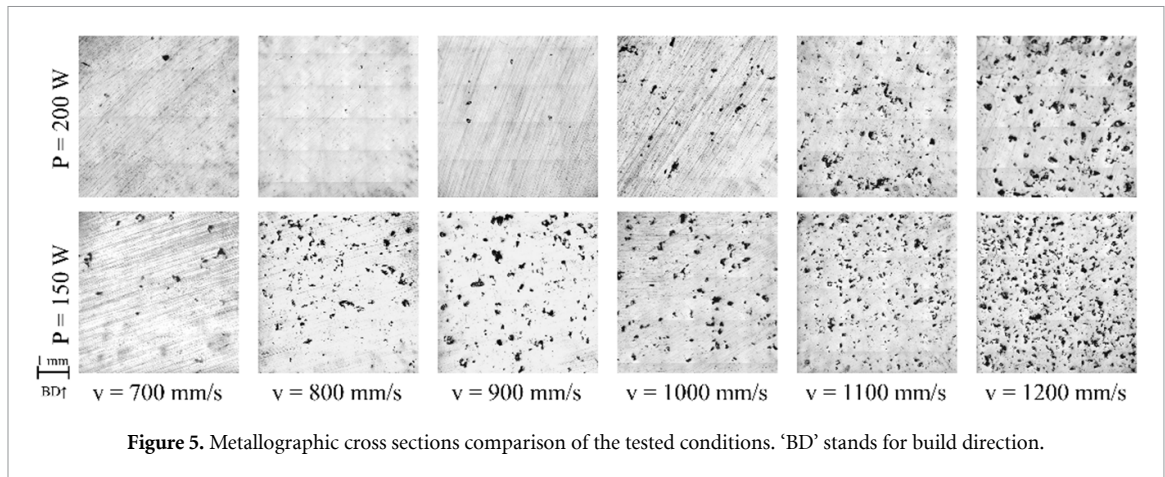 P = 200 W
P = 150 W
1 mm
BD↑
v = 700 mm/s
v = 800 mm/s
v = 900 mm/s
v = 1000 mm/s
v = 1100 mm/s
v = 1200 mm/s
Figure 5. Metallographic cross sections comparison of the tested conditions. ‘BD’ stands for build direction.